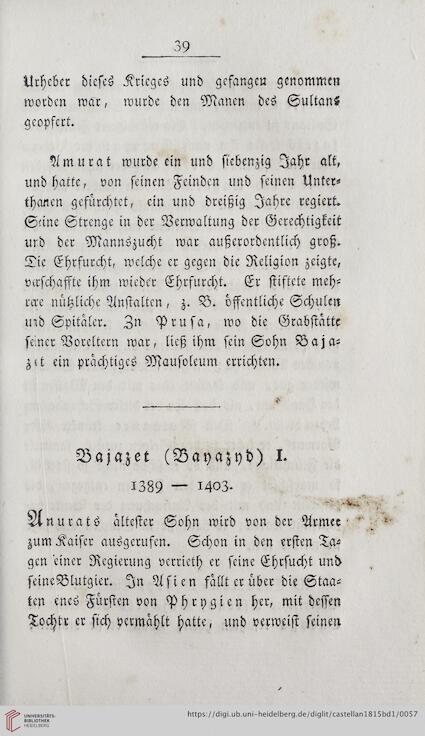 39
Urheber dieses Krieges und gefangen genommen
worden war, wurde den Manen des Sultans
geopfert.
Amurat wurde ein und siebenzig Jahr alt,
und hatte, von seinen Feinden und seinen Unter-
thanen gefürchtet, ein und dreißig Jahre regiert.
Seine Strenge in der Verwaltung der Gerechtigkeit
und der Mannszucht war außerordentlich groß.
Die Ehrfurcht, welche er gegen die Religion zeigte,
verschaffte ihm wieder Ehrfurcht. Er stiftete meh-
rere nützliche Anstalten, z. B. öffentliche Schulen
und Spitäler. In Prusa, wo die Grabstätte
seiner Voreltern war, ließ ihm sein Sohn Baja-
zet ein prächtiges Mausoleum errichten.
Bajazet (Bayazyd) I.
1389 — 1403.
Anurats ältester Sohn wird von der Armee
zum Kaiser ausgerufen. Schon in den ersten Ta-
gen einer Regierung verrieth er seine Ehrsucht und
seine Blutgier. In Asien fällt er über die Staa-
ten enes Fürsten von Phrygien her, mit dessen
Tochtr er sich vermählt hatte, und verweist seinen
UNIVERSITÄTS-
BIBLIOTHEK
HEIDELBERG
https://digi.ub.uni-heidelberg.de/diglit/castellan1815bd1/0057